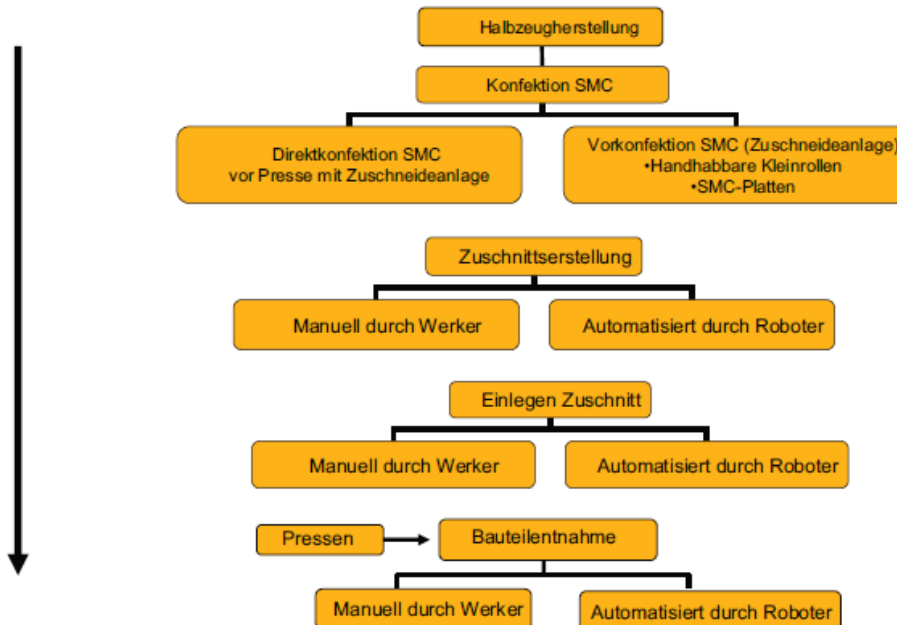 Halbzeugherstellung
Konfektion SMC
Direktkonfektion SMC
vor Presse mit Zuschneideanlage
Vorkonfektion SMC (Zuschneideanlage)
•Handhabbare Kleinrollen
•SMC-Platten
Zuschnittserstellung
Manuell durch Werker
Automatisiert durch Roboter
Einlegen Zuschnitt
Manuell durch Werker
Automatisiert durch Roboter
Pressen
Bauteilentnahme
Manuell durch Werker
Automatisiert durch Roboter